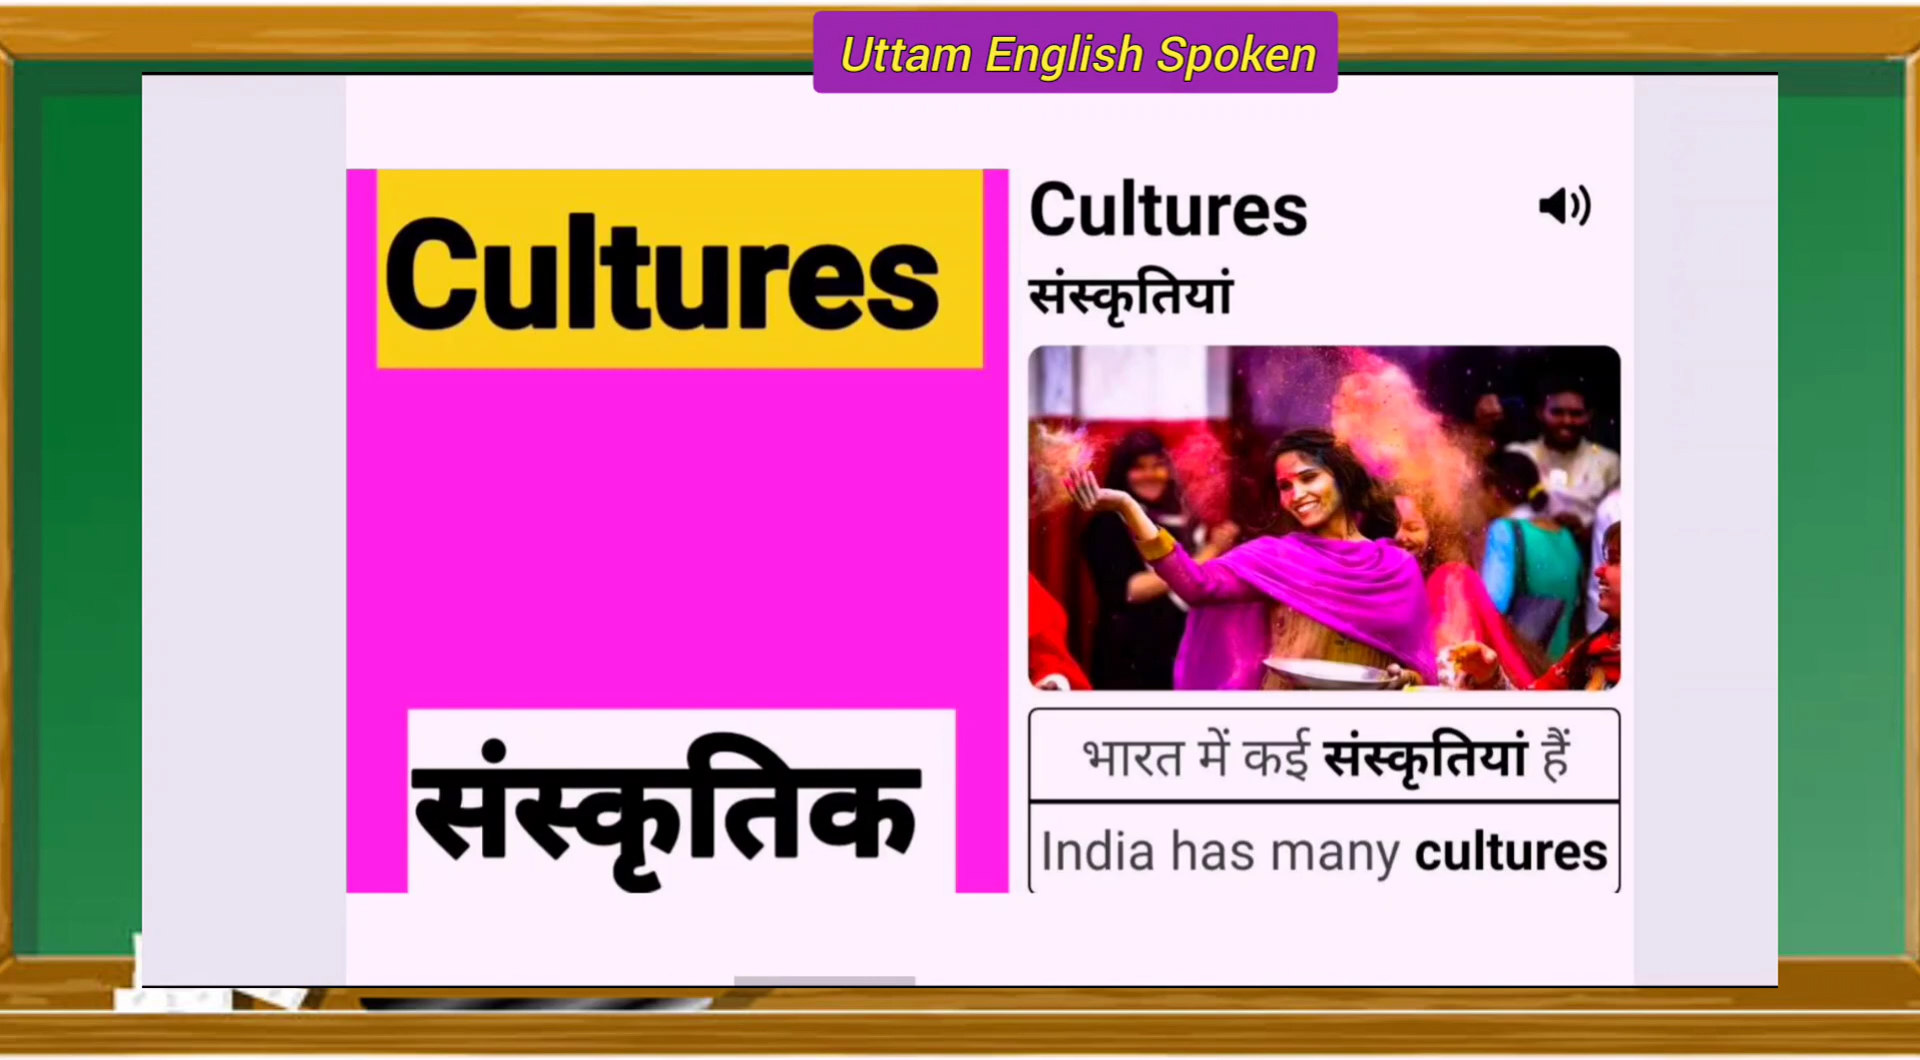 Uttam English Spoken
Cultures
संस्कृतिक
Cultures
संस्कृतियां
भारत में कई संस्कृतियां हैं
India has many cultures